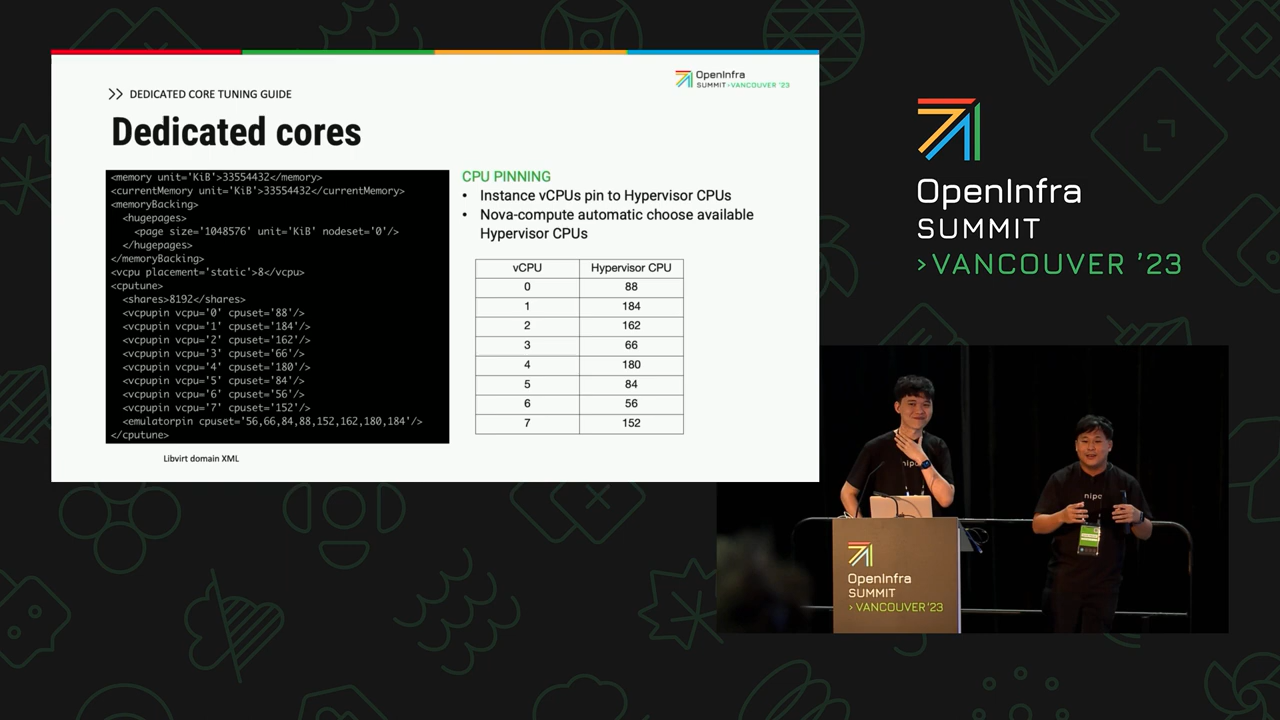 DEDICATED CORE TUNING GUIDE
OpenInfra
SUMMIT › VANCOUVER '23
Dedicated cores
<memory unit='KiB'>33554432</memory>
<currentMemory unit='KiB'>33554432</currentMemory>
<memoryBacking>
<hugepages>
<page size='1048576' unit='KiB' nodeset='0'/>
</hugepages>
</memoryBacking>
<vcpu placement='static'>8</vcpu>
<cputune>
<shares>8192</shares>
<vcpupin vcpu='0' cpuset='88'/>
<vcpupin vcpu='1' cpuset='184'/>
<vcpupin vcpu='2' cpuset='162'/>
<vcpupin vcpu='3' cpuset='66'/>
<vcpupin vcpu='4' cpuset='180'/>
<vcpupin vcpu='5' cpuset='84'/>
<vcpupin vcpu='6' cpuset='56'/>
<vcpupin vcpu='7' cpuset='152'/>
<emulatorpin cpuset='56,66,84,88,152,162,180,184'/>
</cputune>
Libvirt domain XML
CPU PINNING
• Instance vCPUs pin to Hypervisor CPUs
• Nova-compute automatic choose available
Hypervisor CPUs
vCPU Hypervisor CPU
0 88
1 184
2 162
3 66
4 180
5 84
6 56
7 152
OpenInfra
SUMMIT
›VANCOUVER '23
nipa
nipa
OpenInfra
SUMMIT
›VANCOUVER '23